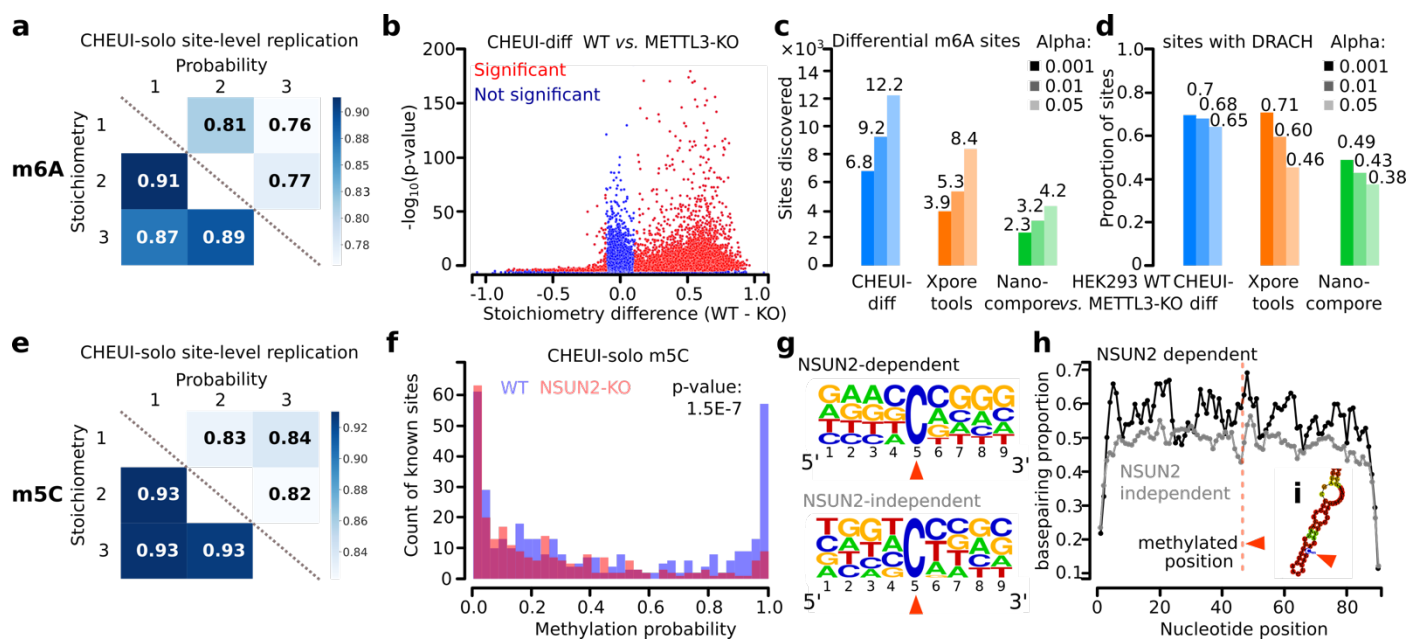 a
CHEUI-solo site-level replication
Probability
1 2 3
m6A
Stoichiometry
1 0.81 0.76
2 0.91 0.77
3 0.87 0.89
0.90
0.88
0.85
0.82
0.80
0.78
b
CHEUI-diff WT vs. METTL3-KO
Significant
Not significant
-log10(p-value)
200
175
150
125
100
75
50
25
0
-1.0 -0.5 0.0 0.5 1.0
Stoichiometry difference (WT - KO)
c
×10³ Differential m6A sites
Alpha:
0.001
0.01
0.05
Sites discovered
14
12
10
8
6
4
2
0
6.8 9.2 12.2
3.9 5.3 8.4
2.3 3.2 4.2
CHEUI-diff
Xpore tools
Nano-compore
d
sites with DRACH
Alpha:
0.001
0.01
0.05
Proportion of sites
1.0
0.8
0.6
0.4
0.2
0.0
0.7 0.68 0.65
0.71 0.60 0.46
0.49 0.43 0.38
HEK293 WT
vs. METTL3-KO
CHEUI-diff
Xpore tools
Nano-compore
e
CHEUI-solo site-level replication
Probability
1 2 3
m5C
Stoichiometry
1 0.83 0.84
2 0.93 0.82
3 0.93 0.93
0.92
0.90
0.88
0.86
0.84
f
CHEUI-solo m5C
WT NSUN2-KO
p-value:
1.5E-7
Count of known sites
60
50
40
30
20
10
0
0.0 0.2 0.4 0.6 0.8 1.0
Methylation probability
g
NSUN2-dependent
GAACCCGGG
AGGGACAC
TTTTGACA
CCCATTTT
5' 1 2 3 4 5 6 7 8 9 3'
NSUN2-independent
TGGTCCCGC
5' 1 2 3 4 5 6 7 8 9 3'
h
NSUN2 dependent
basepairing proportion
0.7
0.6
0.5
0.4
0.3
0.2
0.1
NSUN2
independent
methylated
position
i
0 20 40 60 80
Nucleotide position